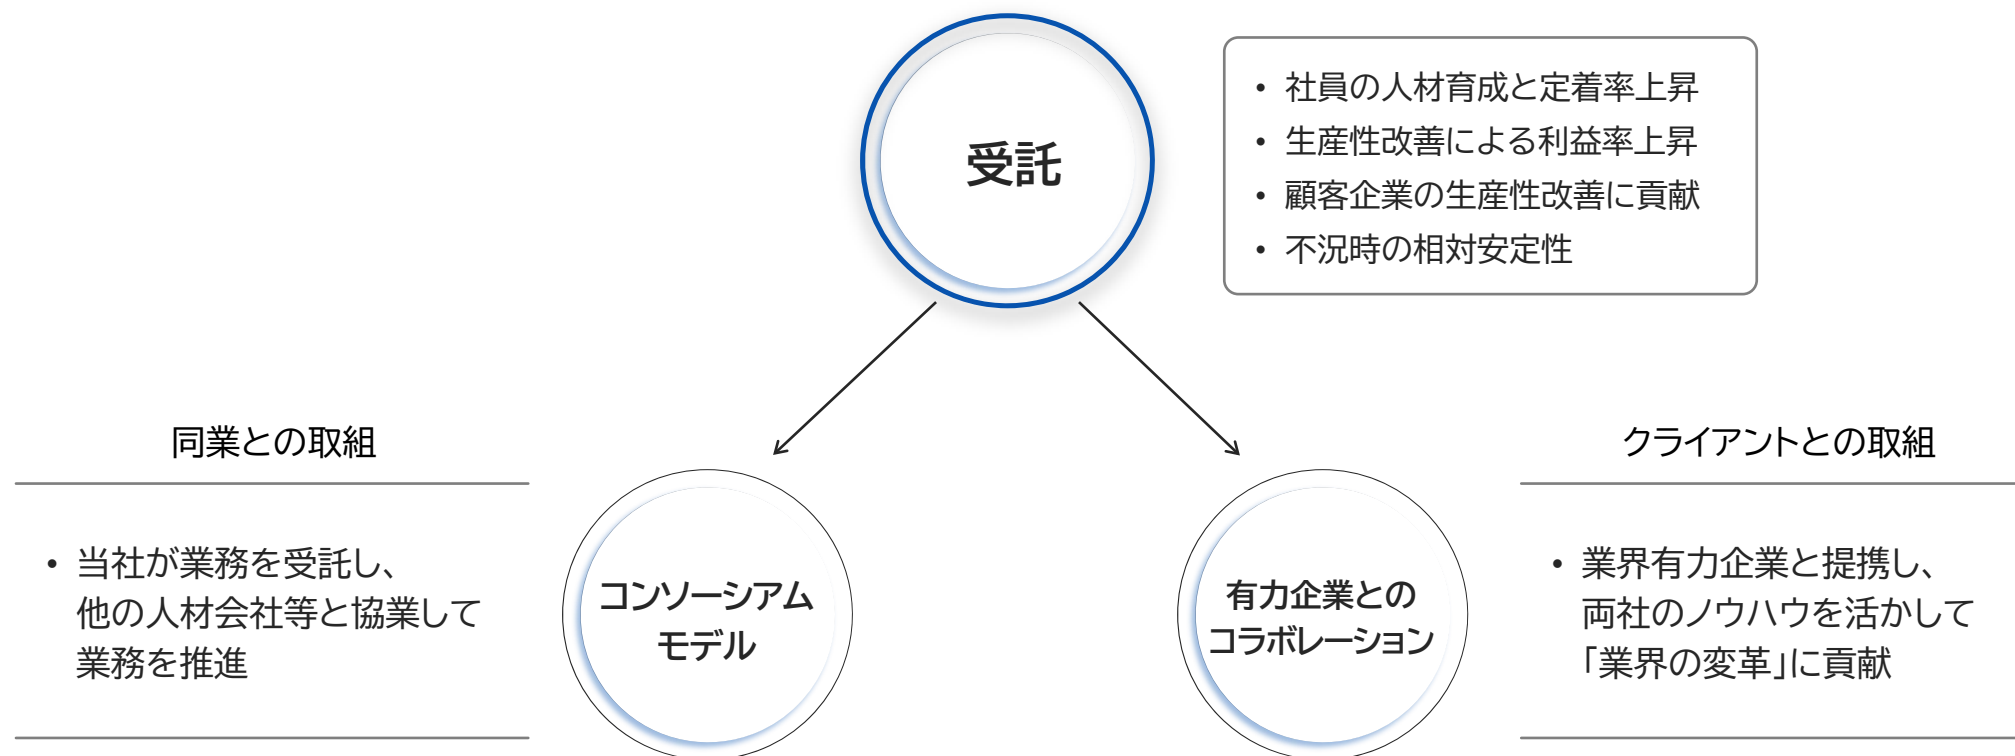 受託
• 社員の人材育成と定着率上昇
• 生産性改善による利益率上昇
• 顧客企業の生産性改善に貢献
• 不況時の相対安定性
同業との取組
• 当社が業務を受託し、
他の人材会社等と協業して
業務を推進
コンソーシアム
モデル
有力企業との
コラボレーション
クライアントとの取組
• 業界有力企業と提携し、
両社のノウハウを活かして
「業界の変革」に貢献